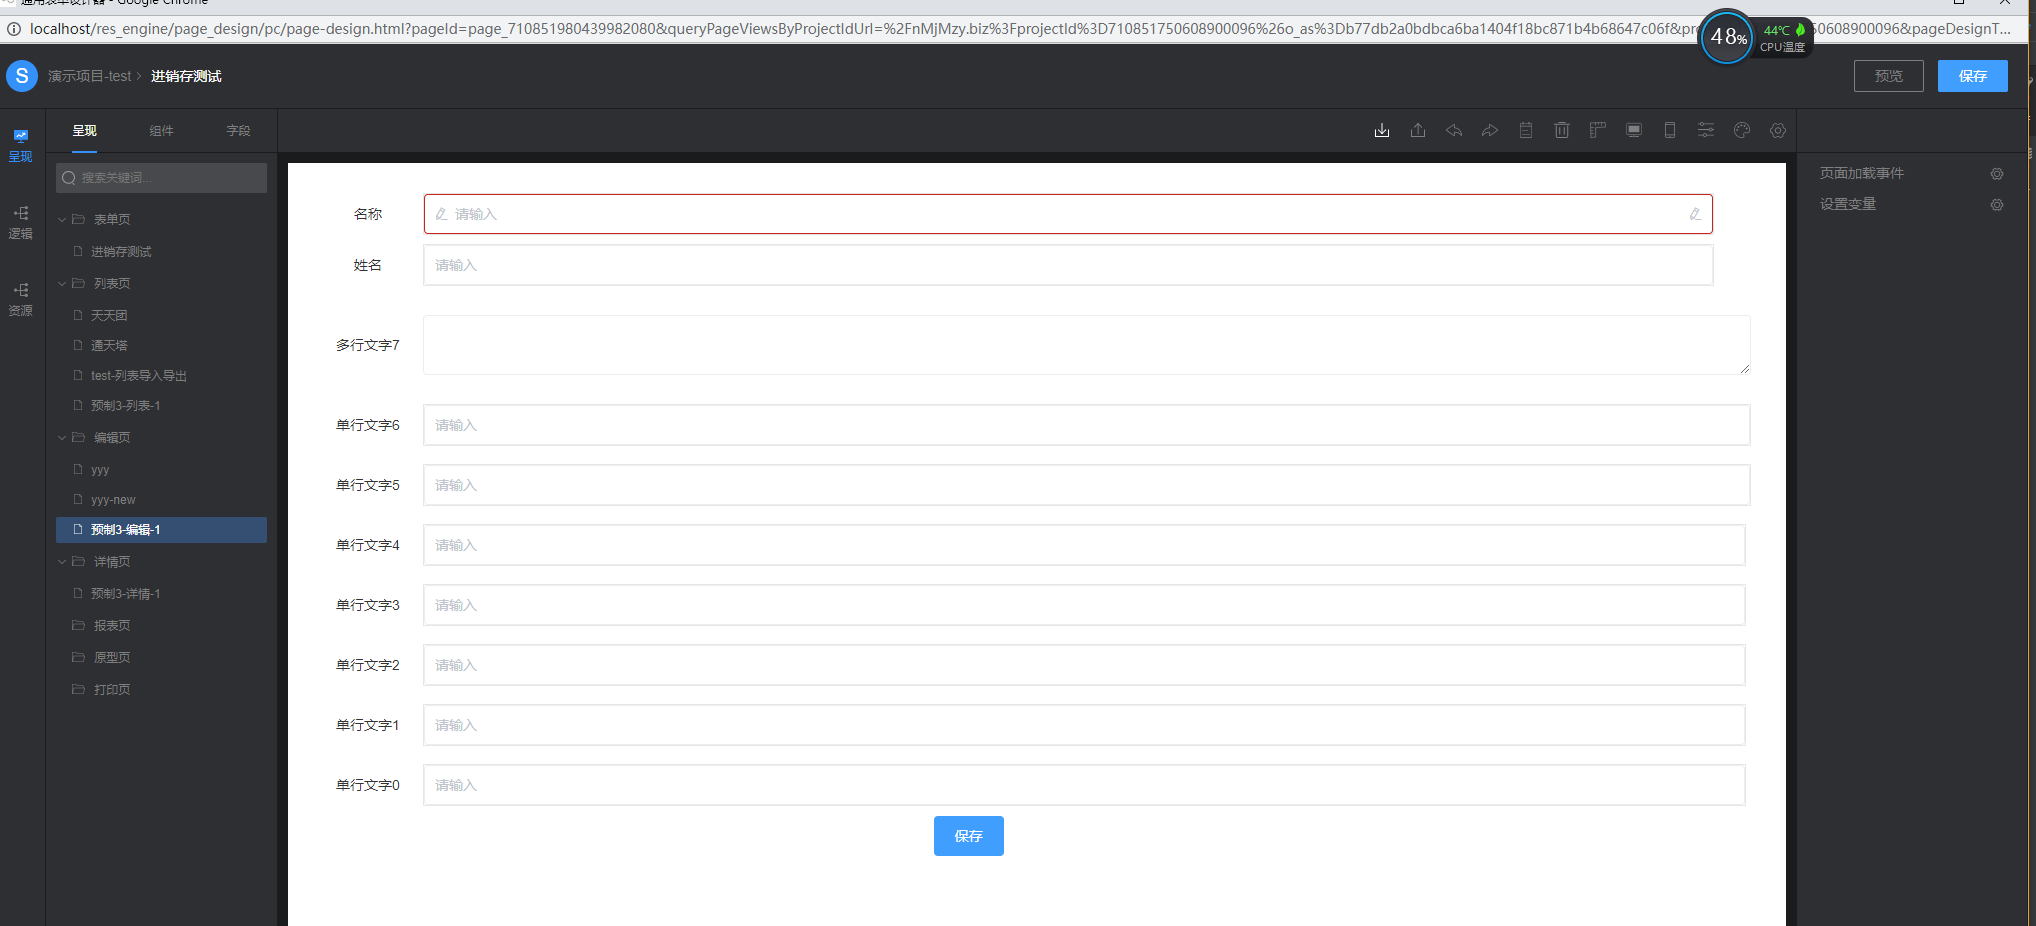 通用表单设计器 - Google Chrome
localhost/res_engine/page_design/pc/page-design.html?pageId=page_710851980439982080&queryPageViewsByProjectIdUrl=%2FnMjMzy.biz%3FprojectId%3D710851750608900096%26o_as%3Db77db2a0bdbca6ba1404f18bc871b4b68647c06f&pr
50608900096&pageDesignT...
48%
44℃
CPU温度
S
演示项目-test > 进销存测试
预览
保存
呈现
逻辑
资源
呈现 组件 字段
搜索关键词...
表单页
进销存测试
列表页
天天团
通天塔
test-列表导入导出
预制3-列表-1
编辑页
yyy
yyy-new
预制3-编辑-1
详情页
预制3-详情-1
报表页
原型页
打印页
名称 请输入
姓名 请输入
多行文字7
单行文字6 请输入
单行文字5 请输入
单行文字4 请输入
单行文字3 请输入
单行文字2 请输入
单行文字1 请输入
单行文字0 请输入
保存
页面加载事件
设置变量